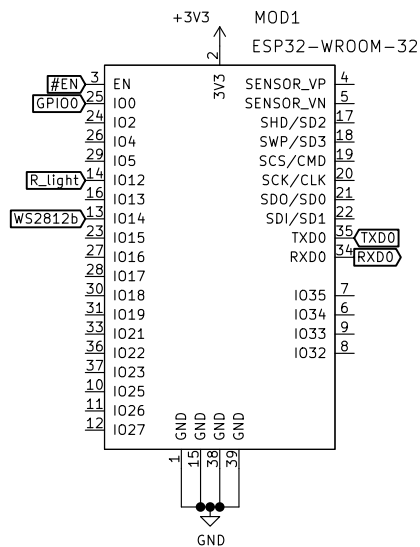 +3V3
MOD1
ESP32-WROOM-32
2
3V3
#EN 3 EN
GPIO0 25 IO0
24 IO2
26 IO4
29 IO5
R_light 14 IO12
16 IO13
WS2812b 13 IO14
23 IO15
27 IO16
28 IO17
30 IO18
31 IO19
33 IO21
36 IO22
37 IO23
10 IO25
11 IO26
12 IO27
SENSOR_VP 4
SENSOR_VN 5
SHD/SD2 17
SWP/SD3 18
SCS/CMD 19
SCK/CLK 20
SDO/SD0 21
SDI/SD1 22
TXD0 35 TXD0
RXD0 34 RXD0
IO35 7
IO34 6
IO33 9
IO32 8
GND GND GND GND
1 15 38 39
GND